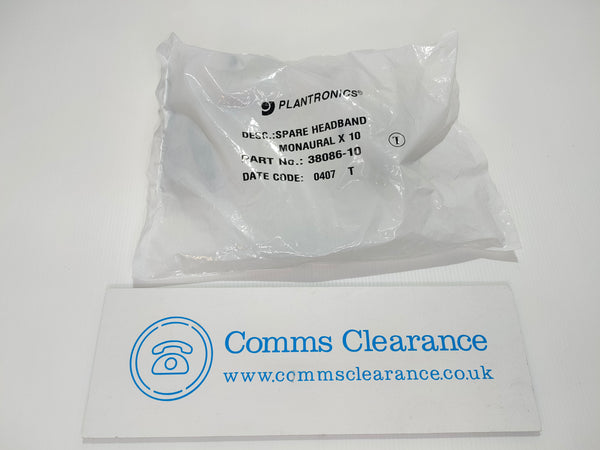 PLANTRONICS®
DESC.:SPARE HEADBAND
MONAURAL X 10
PART No.: 38086-10
DATE CODE: 0407 T
T
Comms Clearance
www.commsclearance.co.uk